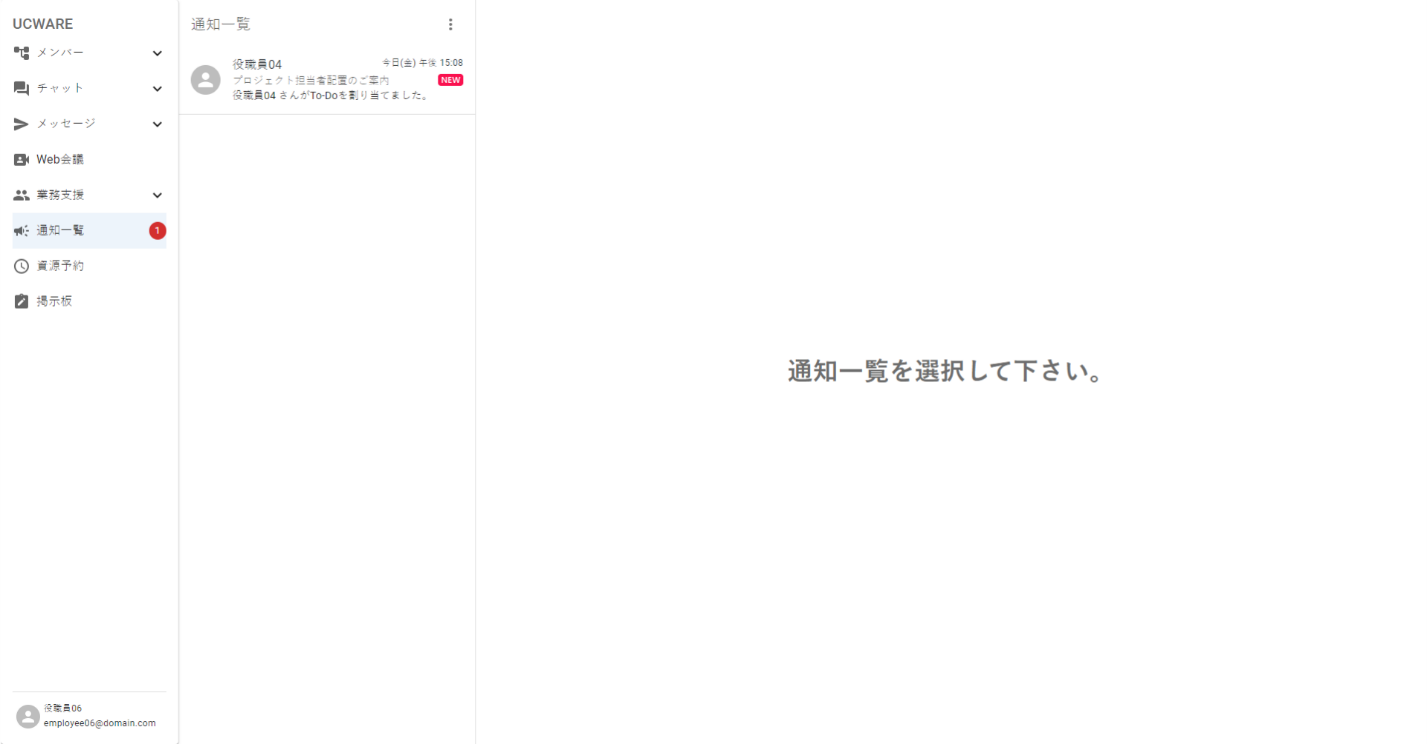 UCWARE
メンバー
チャット
メッセージ
Web会議
業務支援
通知一覧
1
資源予約
掲示板
役職員06
employee06@domain.com
通知一覧
役職員04
今日(金) 午後 15:08
プロジェクト担当者配置のご案内
NEW
役職員04 さんがTo-Doを割り当てました。
通知一覧を選択して下さい。